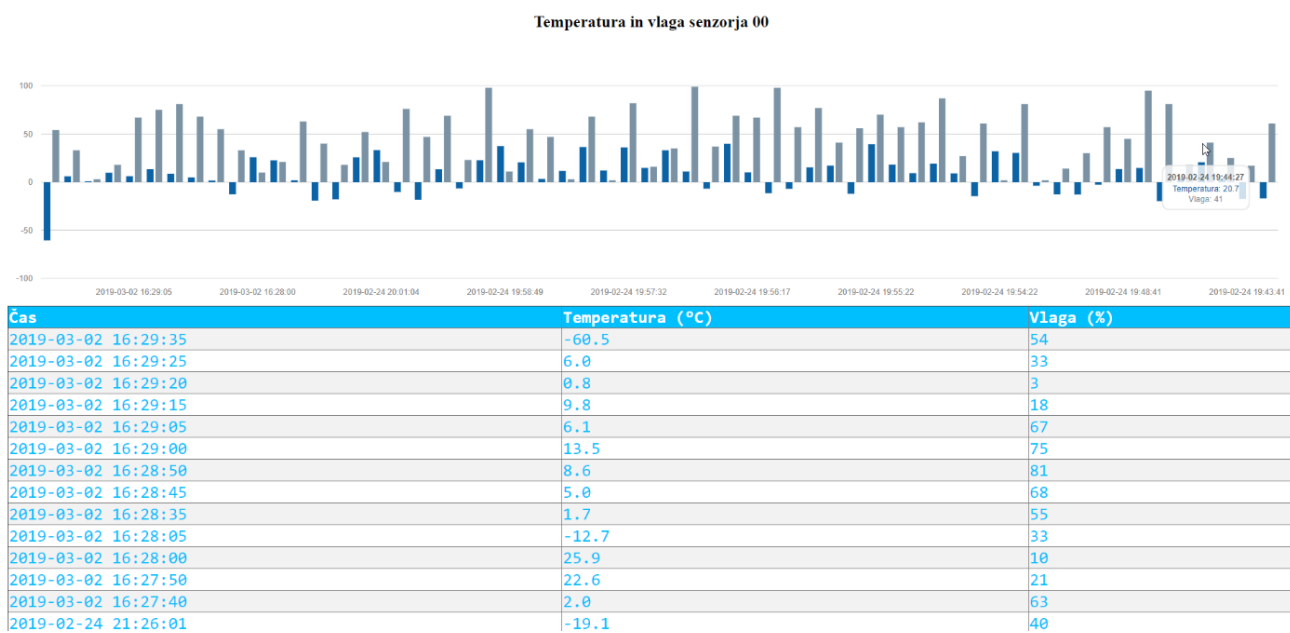 Temperatura in vlaga senzorja 00
100
50
0
-50
-100
2019-02-24 19:44:27
Temperatura: 20.7
Vlaga: 41
2019-03-02 16:29:05 2019-03-02 16:28:00 2019-02-24 20:01:04 2019-02-24 19:58:49 2019-02-24 19:57:32 2019-02-24 19:56:17 2019-02-24 19:55:22 2019-02-24 19:54:22 2019-02-24 19:48:41 2019-02-24 19:43:41
Čas Temperatura (°C) Vlaga (%)
2019-03-02 16:29:35 -60.5 54
2019-03-02 16:29:25 6.0 33
2019-03-02 16:29:20 0.8 3
2019-03-02 16:29:15 9.8 18
2019-03-02 16:29:05 6.1 67
2019-03-02 16:29:00 13.5 75
2019-03-02 16:28:50 8.6 81
2019-03-02 16:28:45 5.0 68
2019-03-02 16:28:35 1.7 55
2019-03-02 16:28:05 -12.7 33
2019-03-02 16:28:00 25.9 10
2019-03-02 16:27:50 22.6 21
2019-03-02 16:27:40 2.0 63
2019-02-24 21:26:01 -19.1 40